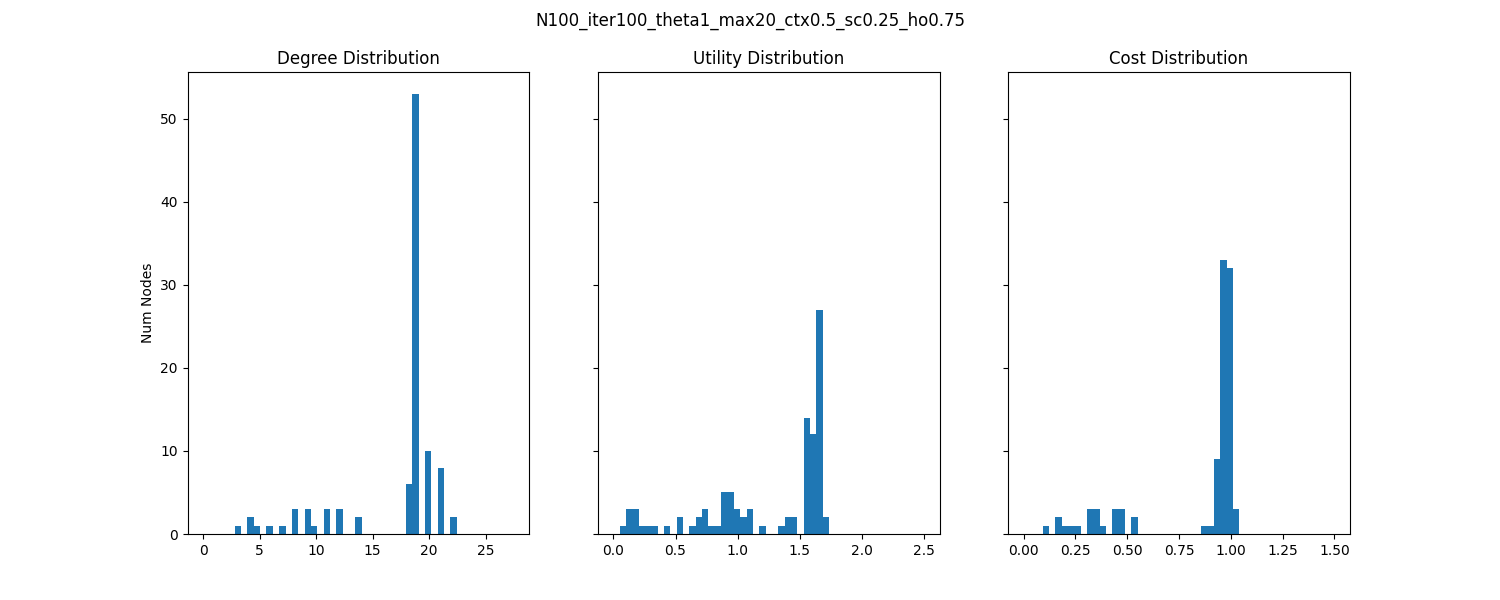 N100_iter100_theta1_max20_ctx0.5_sc0.25_ho0.75
Degree Distribution
Utility Distribution
Cost Distribution
Num Nodes
50
40
30
20
10
0
0 5 10 15 20 25
0.0 0.5 1.0 1.5 2.0 2.5
0.00 0.25 0.50 0.75 1.00 1.25 1.50